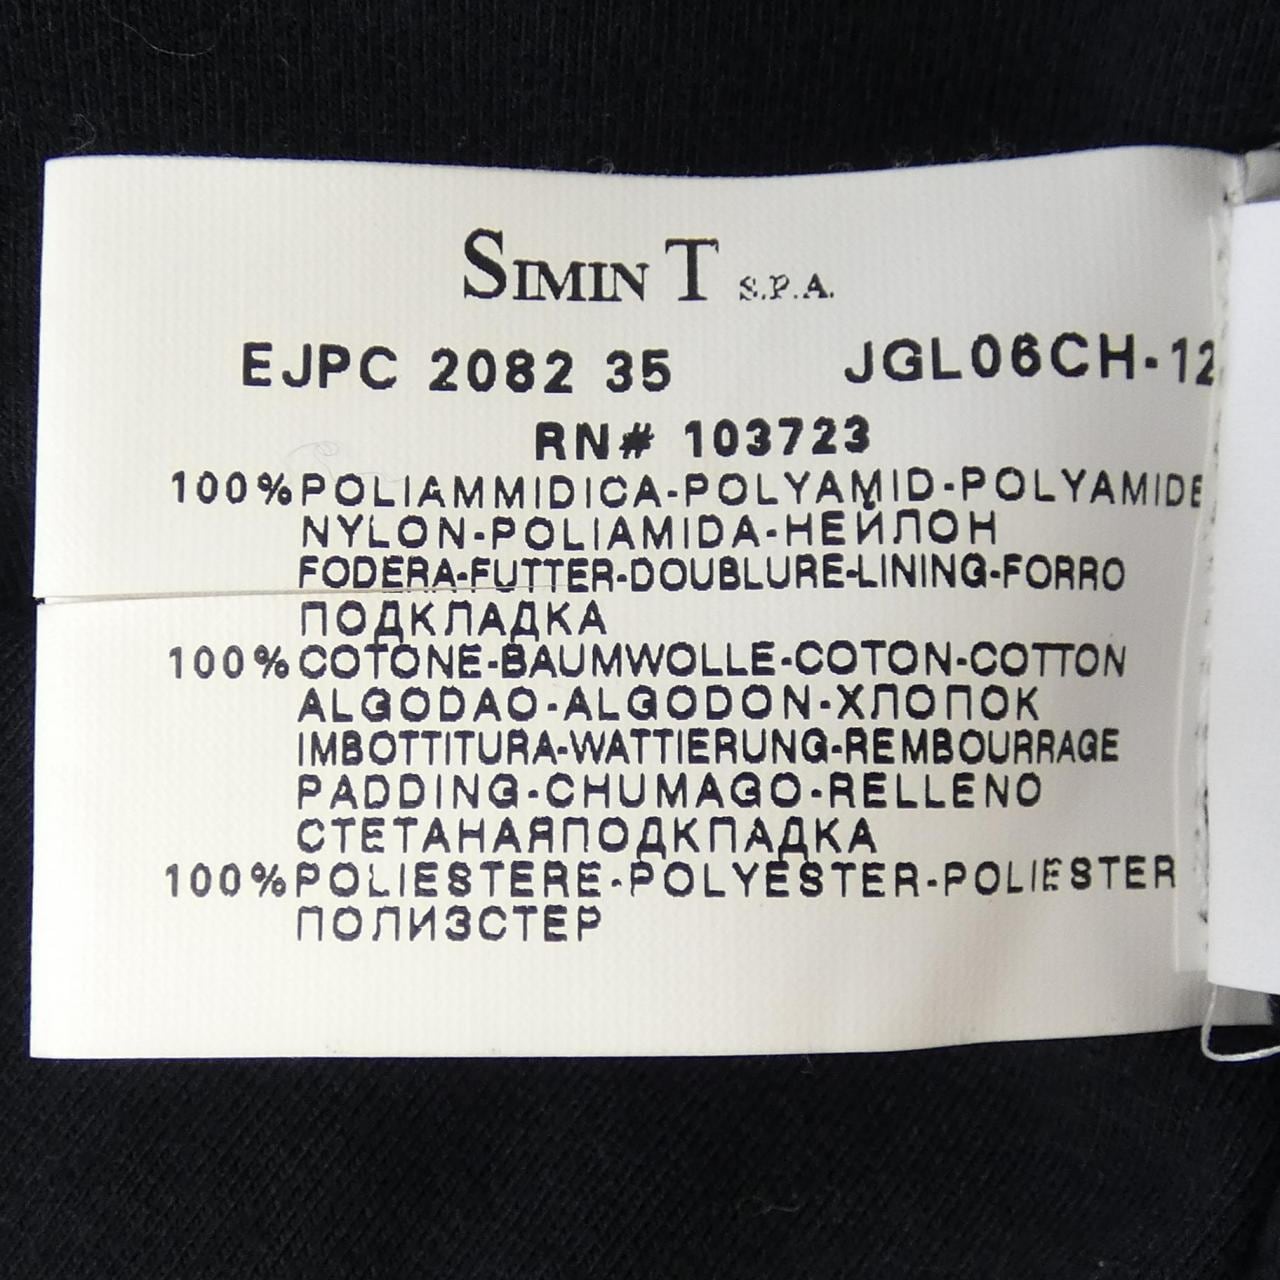 SIMIN T S.P.A.
EJPC 2082 35 JGL06CH-12
RN# 103723
100%POLIAMMIDICA-POLYAMID-POLYAMIDE
NYLON-POLIAMIDA-НЕЙЛОН
FODERA-FUTTER-DOUBLURE-LINING-FORRO
ПОДКЛАДКА
100%COTONE-BAUMWOLLE-COTON-COTTON
ALGODAO-ALGODON-ХЛОПОК
IMBOTTITURA-WATTIERUNG-REMBOURRAGE
PADDING-CHUMAGO-RELLENO
СТЕТАНАЯПОДКПАДКА
100%POLIESTERE-POLYESTER-POLIESTER
ПОЛИЗСТЕР